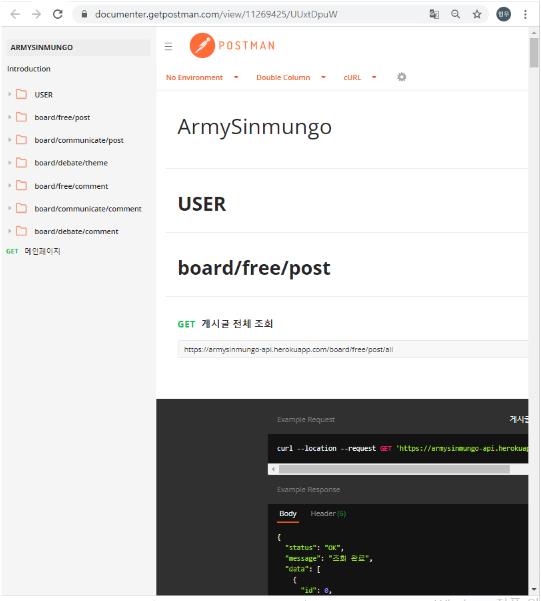 documenter.getpostman.com/view/11269425/UUxtDpuW
ARMYSINMUNGO
Introduction
USER
board/free/post
board/communicate/post
board/debate/theme
board/free/comment
board/communicate/comment
board/debate/comment
GET 메인페이지
POSTMAN
No Environment
Double Column
cURL
ArmySinmungo
USER
board/free/post
GET 게시글 전체 조회
https://armysinmungo-api.herokuapp.com/board/free/post/all
Example Request
게시글
curl --location --request GET 'https://armysinmungo-api.herokuap
Example Response
Body
Header (6)
{
"status": "OK",
"message": "조회 완료",
"data": [
{
"id": 0,